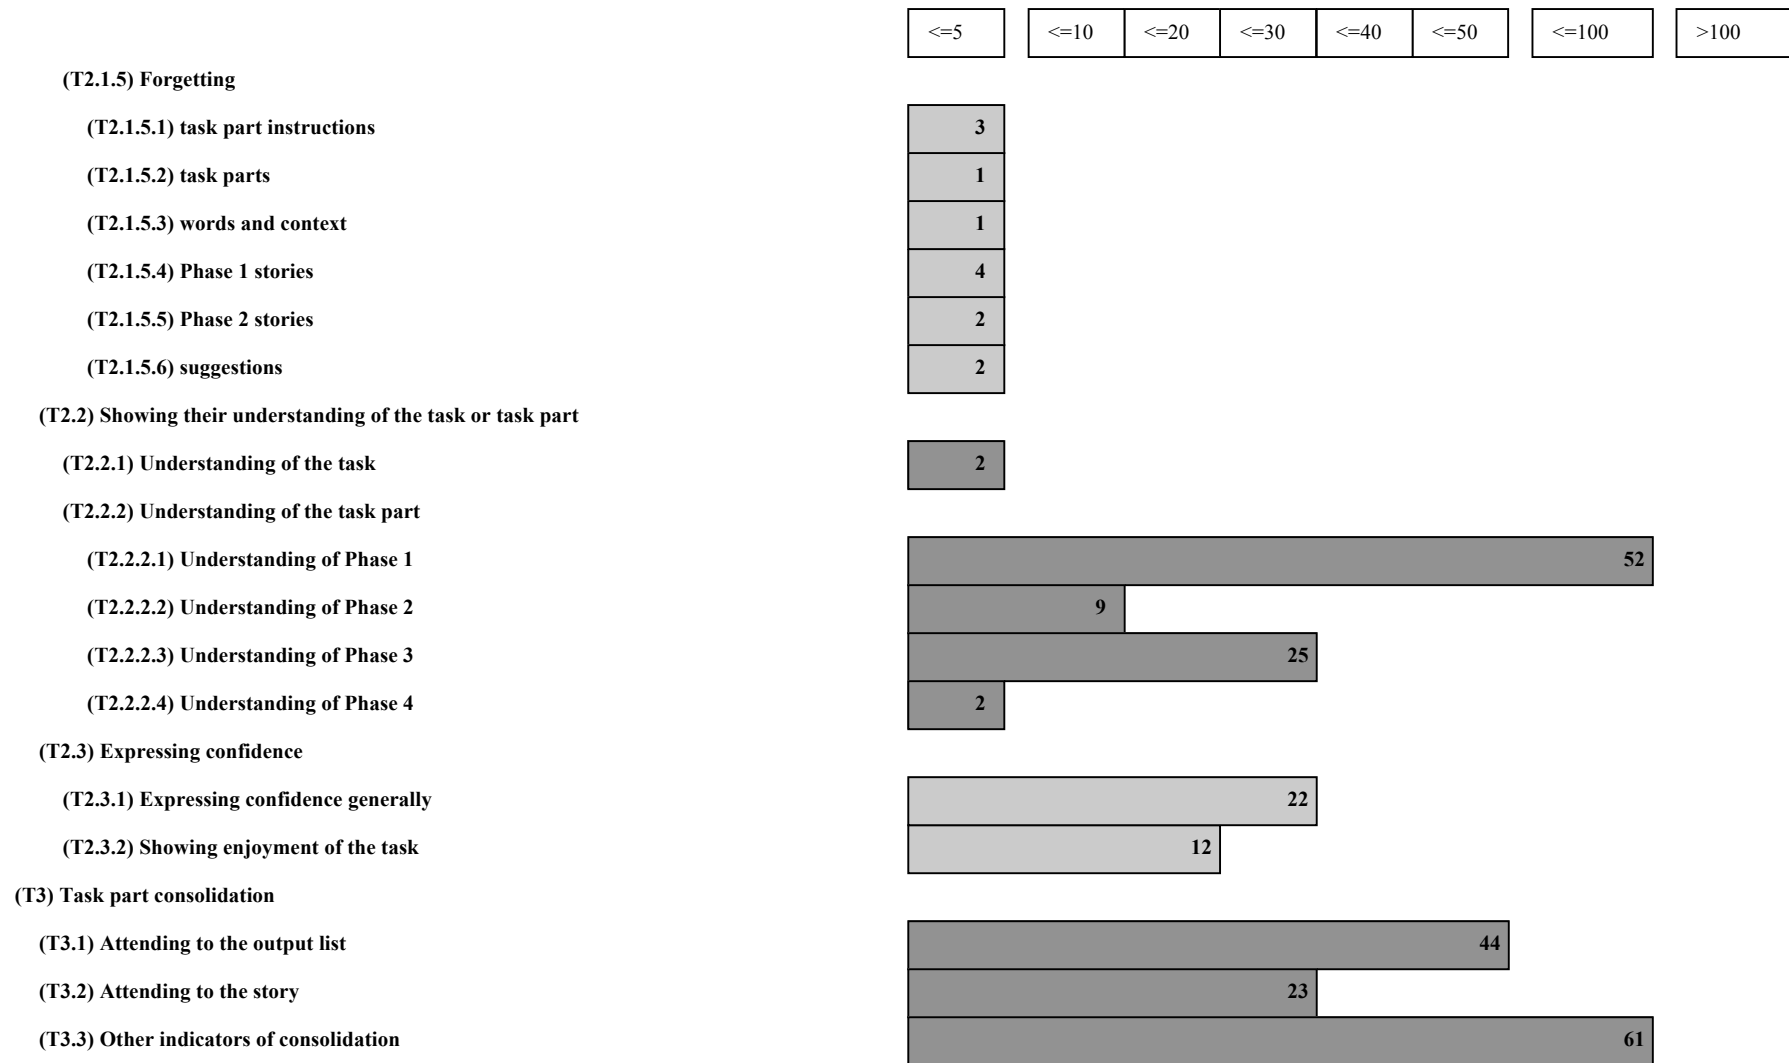 <=5 <=10 <=20 <=30 <=40 <=50 <=100 >100
(T2.1.5) Forgetting
(T2.1.5.1) task part instructions 3
(T2.1.5.2) task parts 1
(T2.1.5.3) words and context 1
(T2.1.5.4) Phase 1 stories 4
(T2.1.5.5) Phase 2 stories 2
(T2.1.5.6) suggestions 2
(T2.2) Showing their understanding of the task or task part
(T2.2.1) Understanding of the task 2
(T2.2.2) Understanding of the task part
(T2.2.2.1) Understanding of Phase 1 52
(T2.2.2.2) Understanding of Phase 2 9
(T2.2.2.3) Understanding of Phase 3 25
(T2.2.2.4) Understanding of Phase 4 2
(T2.3) Expressing confidence
(T2.3.1) Expressing confidence generally 22
(T2.3.2) Showing enjoyment of the task 12
(T3) Task part consolidation
(T3.1) Attending to the output list 44
(T3.2) Attending to the story 23
(T3.3) Other indicators of consolidation 61